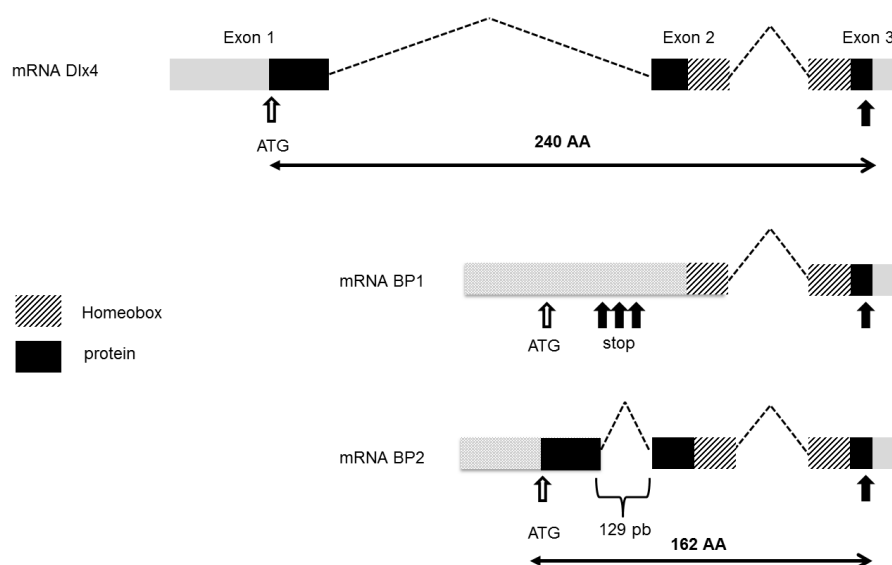 Exon 1
Exon 2
Exon 3
mRNA Dlx4
ATG
240 AA
mRNA BP1
Homeobox
ATG
stop
protein
mRNA BP2
ATG
129 pb
162 AA